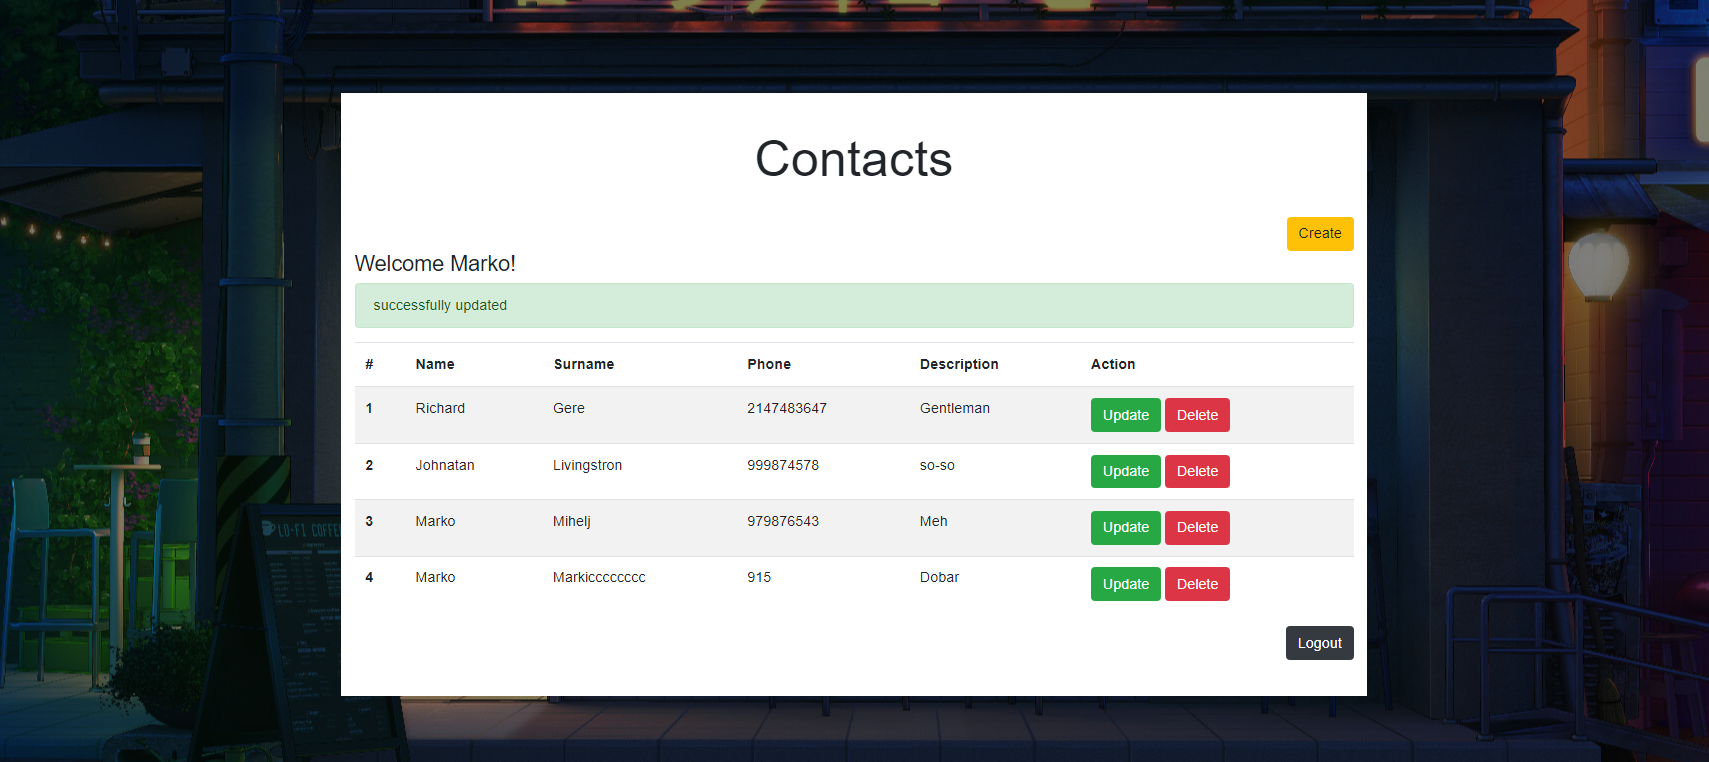 Contacts
Create
Welcome Marko!
successfully updated
# Name Surname Phone Description Action
1 Richard Gere 2147483647 Gentleman Update Delete
2 Johnatan Livingstron 999874578 so-so Update Delete
3 Marko Mihelj 979876543 Meh Update Delete
4 Marko Markicccccccc 915 Dobar Update Delete
Logout
LO-FI COFFEE